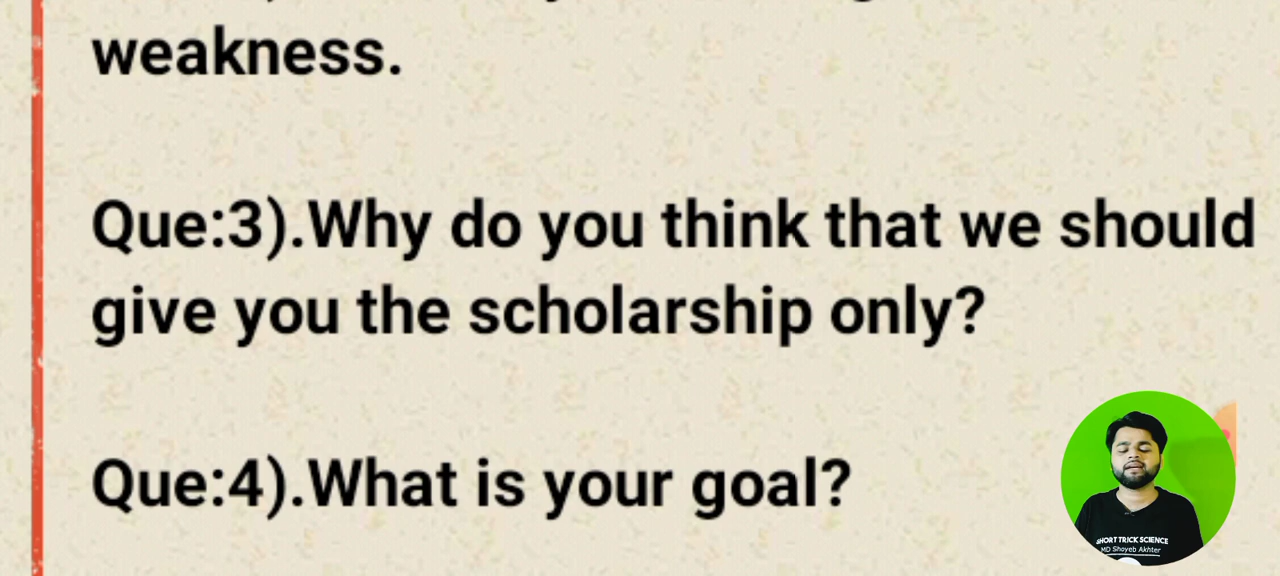 weakness.
Que:3).Why do you think that we should
give you the scholarship only?
Que:4).What is your goal?
SHORT TRICK SCIENCE
MD Shoyeb Akhter